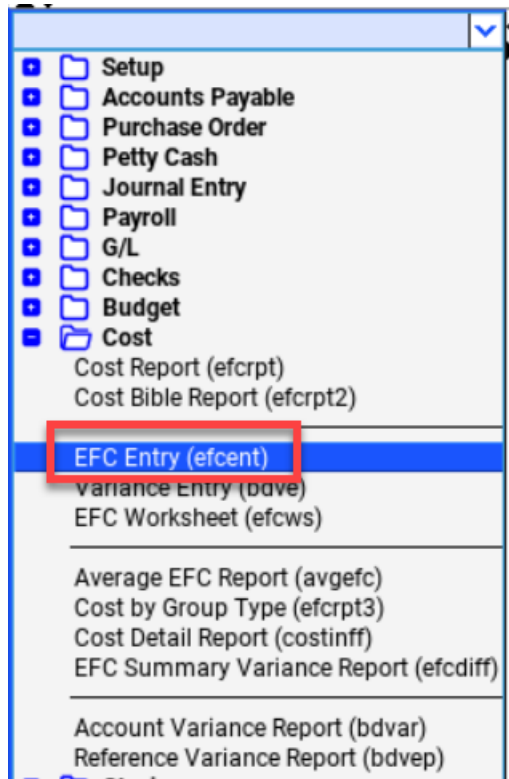 Setup
Accounts Payable
Purchase Order
Petty Cash
Journal Entry
Payroll
G/L
Checks
Budget
Cost
Cost Report (efcrpt)
Cost Bible Report (efcrpt2)
EFC Entry (efcent)
Variance Entry (bdve)
EFC Worksheet (efcws)
Average EFC Report (avgefc)
Cost by Group Type (efcrpt3)
Cost Detail Report (costinff)
EFC Summary Variance Report (efcdiff)
Account Variance Report (bdvar)
Reference Variance Report (bdvep)